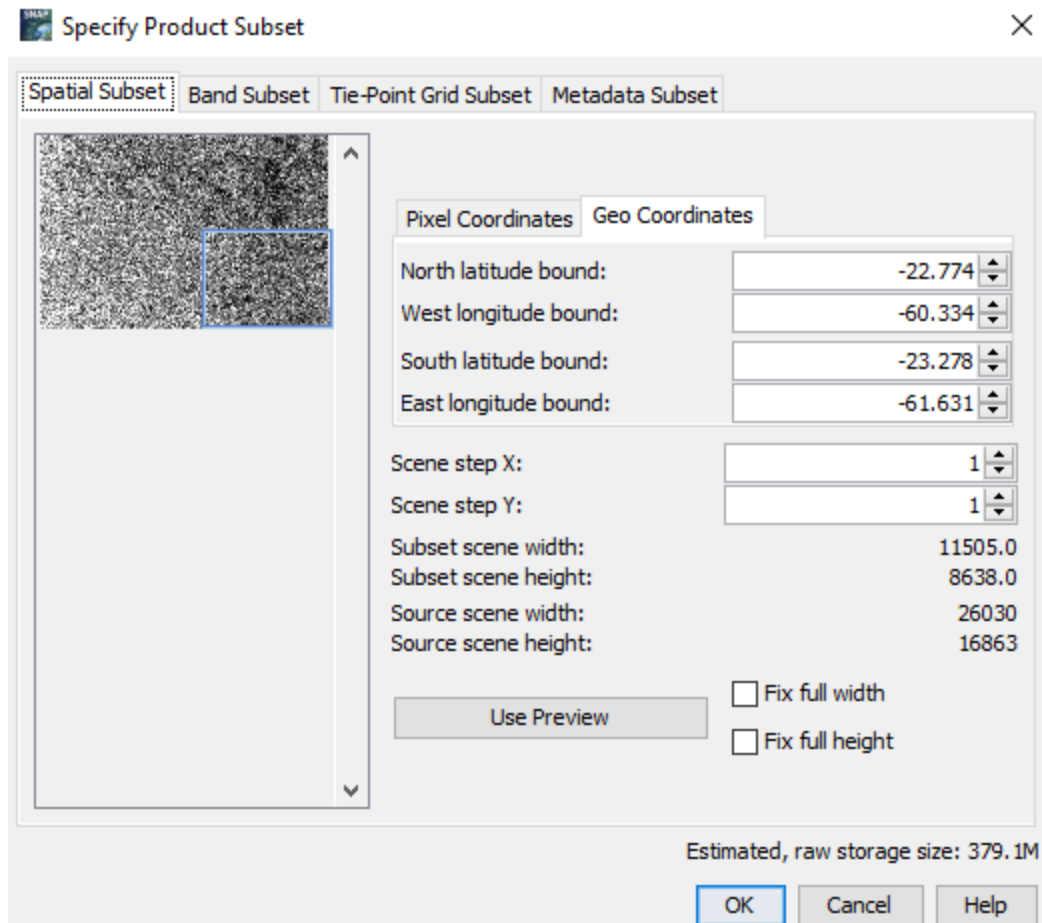 SNAP
Specify Product Subset
Spatial Subset Band Subset Tie-Point Grid Subset Metadata Subset
Pixel Coordinates Geo Coordinates
North latitude bound: -22.774
West longitude bound: -60.334
South latitude bound: -23.278
East longitude bound: -61.631
Scene step X: 1
Scene step Y: 1
Subset scene width: 11505.0
Subset scene height: 8638.0
Source scene width: 26030
Source scene height: 16863
Use Preview
Fix full width
Fix full height
Estimated, raw storage size: 379.1M
OK Cancel Help